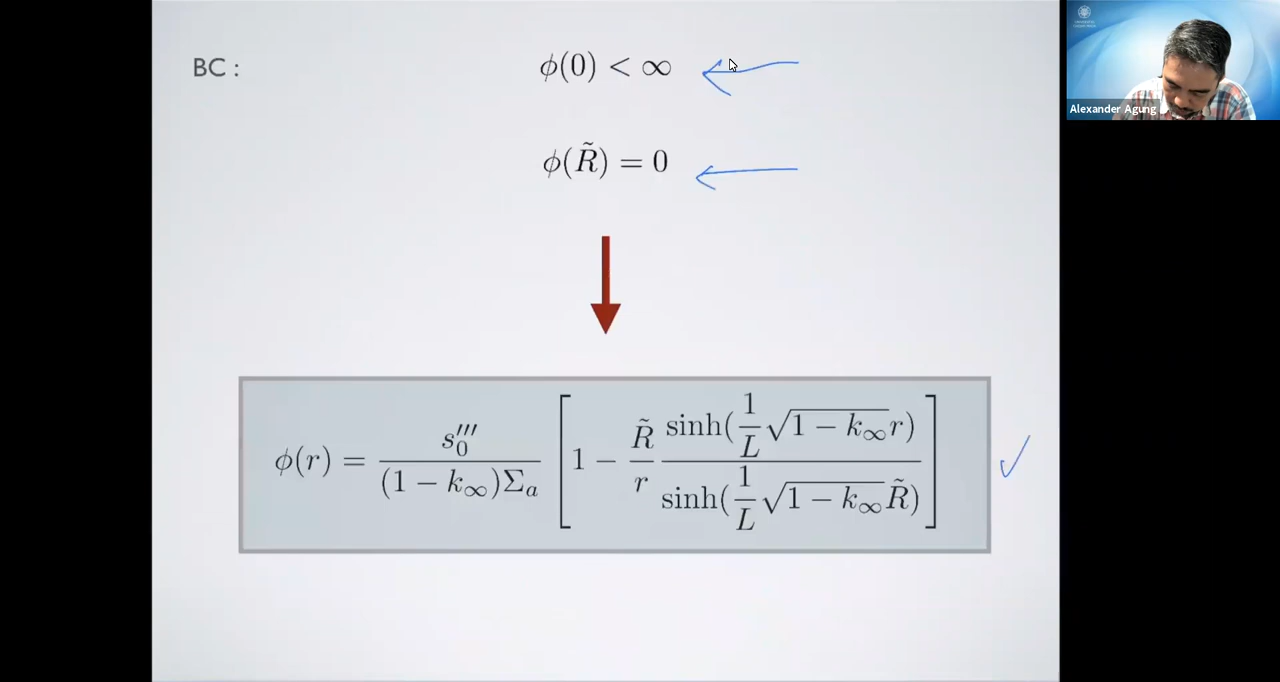 BC :
ϕ(0) < ∞
ϕ(R̃) = 0
ϕ(r) = s₀‴ / ((1 − k∞)Σₐ) [1 − (R̃ / r) (sinh((1/L)√(1 − k∞) r) / sinh((1/L)√(1 − k∞) R̃))]
Alexander Agung